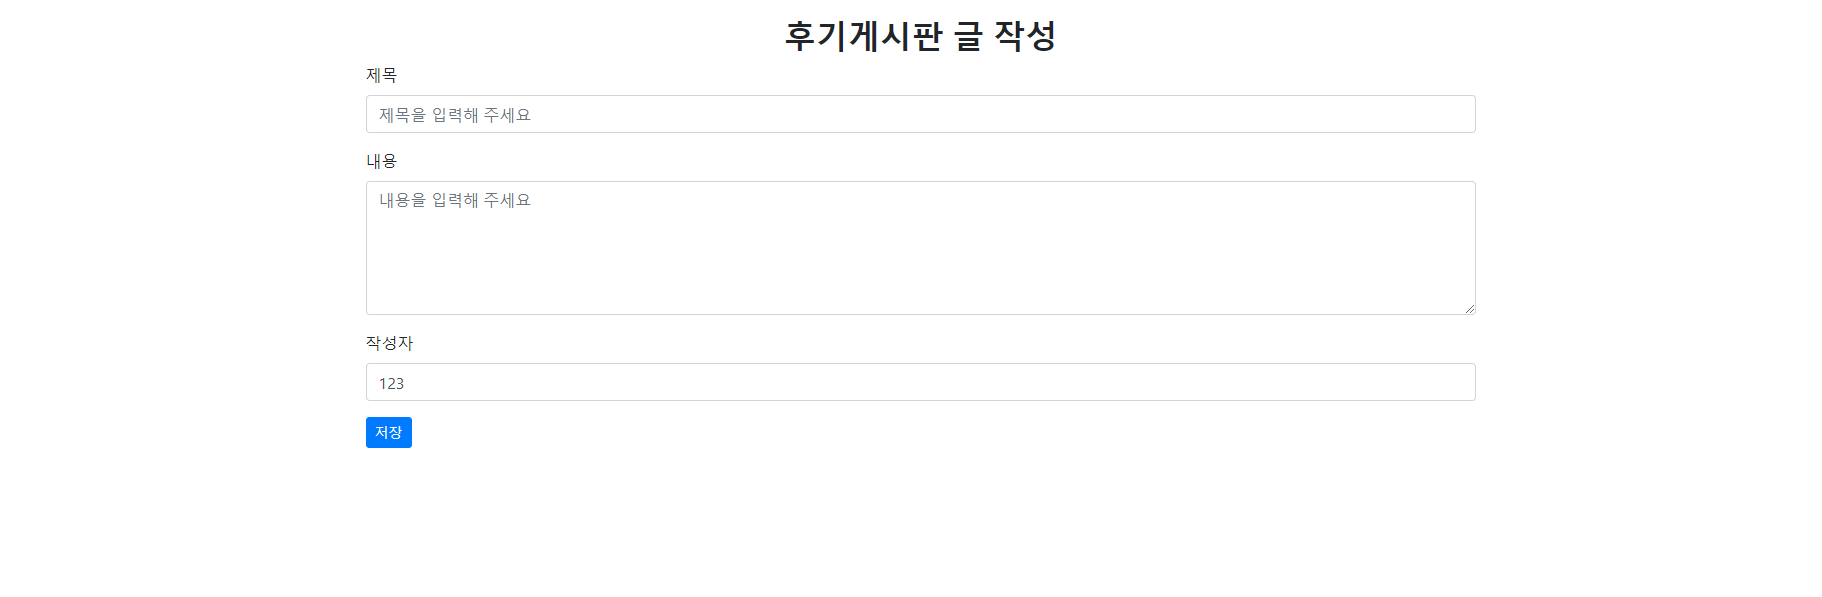 후기게시판 글 작성
제목
제목을 입력해 주세요
내용
내용을 입력해 주세요
작성자
123
저장